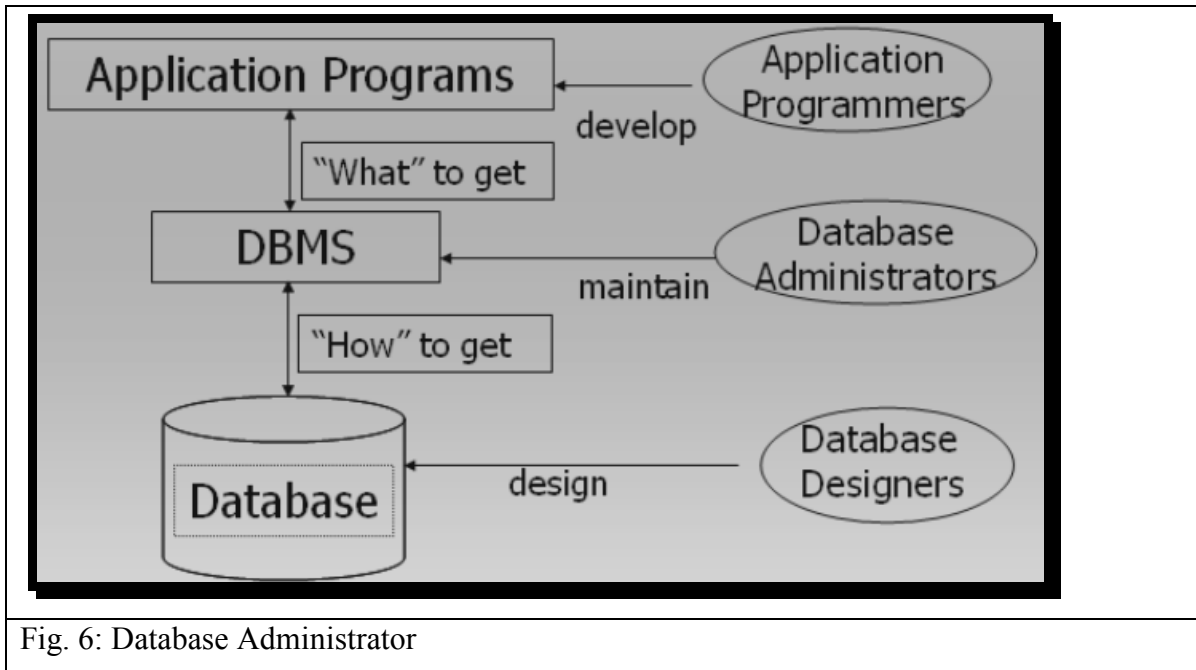 Application Programs
Application
Programmers
develop
“What” to get
DBMS
Database
Administrators
maintain
“How” to get
Database
Database
Designers
design
Fig. 6: Database Administrator